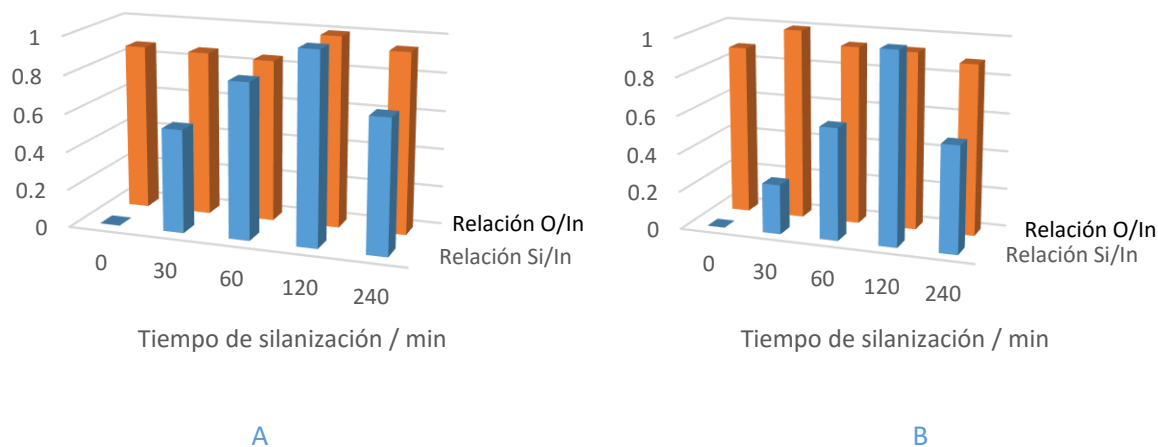 1
0.8
0.6
0.4
0.2
0
0
30
60
120
240
Relación O/In
Relación Si/In
Tiempo de silanización / min
A
1
0.8
0.6
0.4
0.2
0
0
30
60
120
240
Relación O/In
Relación Si/In
Tiempo de silanización / min
B